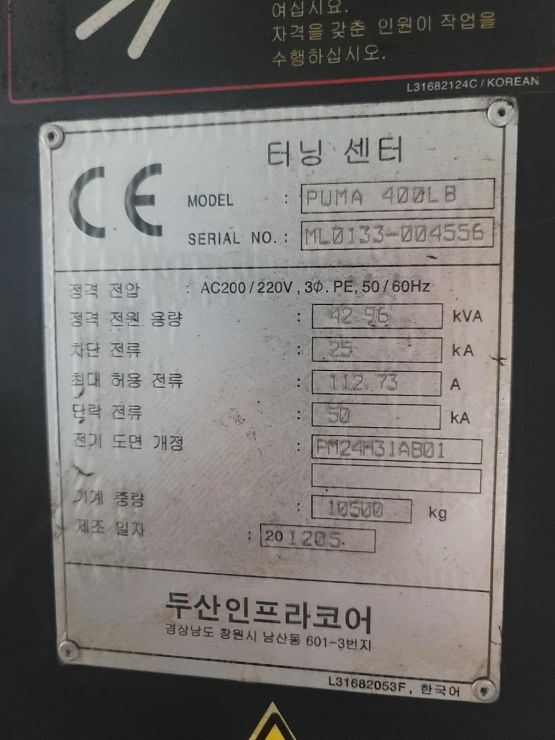 여십시요.
자격을 갖춘 인원이 작업을
수행하십시오.
L31682124C / KOREAN
CE
터닝 센터
MODEL : PUMA 400LB
SERIAL NO. : ML0133-004556
정격 전압 : AC200 / 220V , 3Ø. PE, 50 / 60Hz
정격 전원 용량 : 42.96 kVA
차단 전류 : 25 kA
최대 허용 전류 : 112.73 A
단락 전류 : 50 kA
전기 도면 개정 : PM24H31AB01
기계 중량 : 10500 kg
제조 일자 : 201205.
두산인프라코어
경상남도 창원시 남산동 601-3번지
L31682053F, 한국어